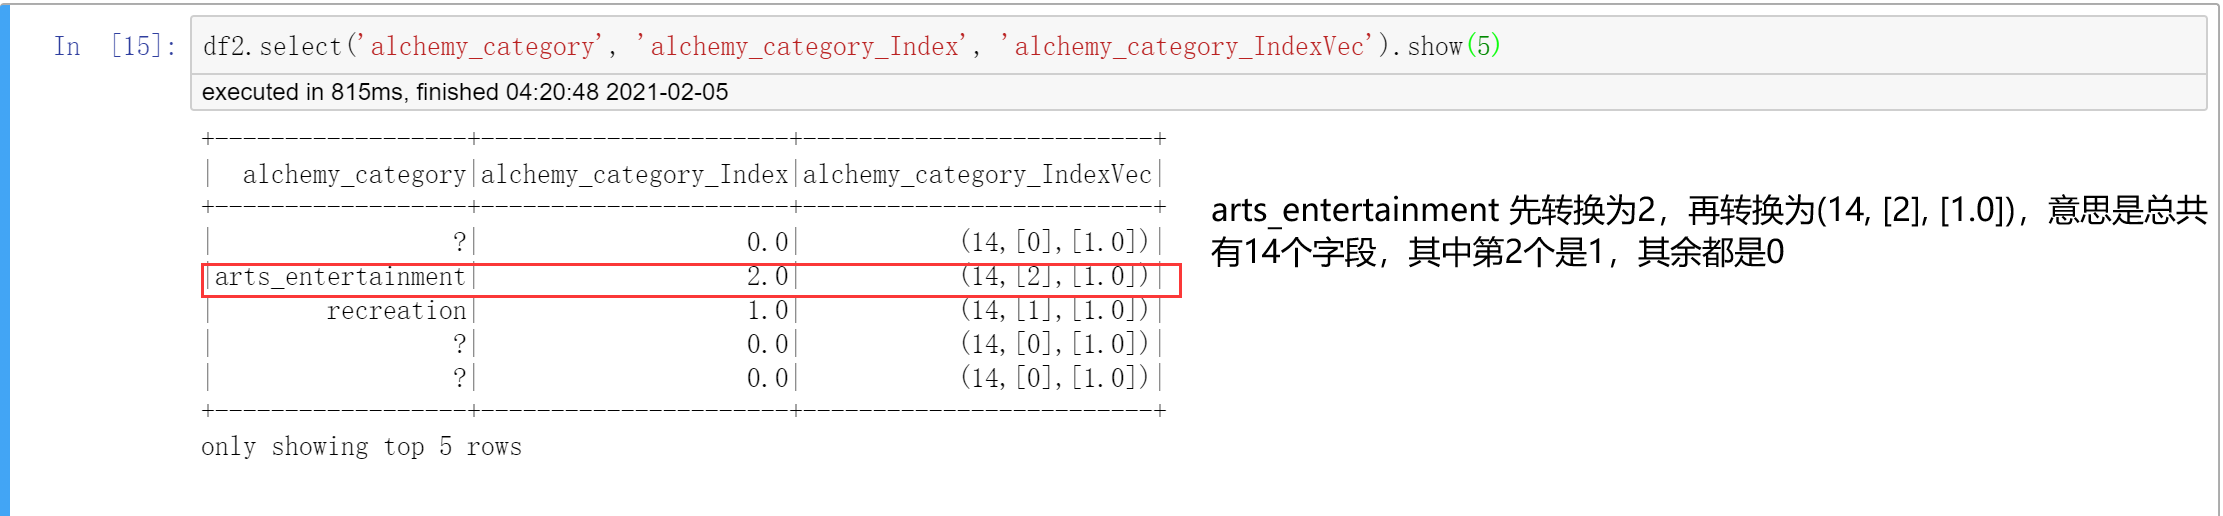 In [15]: df2.select('alchemy_category', 'alchemy_category_Index', 'alchemy_category_IndexVec').show(5)
executed in 815ms, finished 04:20:48 2021-02-05
+------------------+----------------------+-------------------------+
|  alchemy_category|alchemy_category_Index|alchemy_category_IndexVec|
+------------------+----------------------+-------------------------+
|                 ?|                   0.0|           (14,[0],[1.0])|
|arts_entertainment|                   2.0|           (14,[2],[1.0])|
|        recreation|                   1.0|           (14,[1],[1.0])|
|                 ?|                   0.0|           (14,[0],[1.0])|
|                 ?|                   0.0|           (14,[0],[1.0])|
+------------------+----------------------+-------------------------+
only showing top 5 rows
arts_entertainment 先转换为2，再转换为(14, [2], [1.0])，意思是总共
有14个字段，其中第2个是1，其余都是0